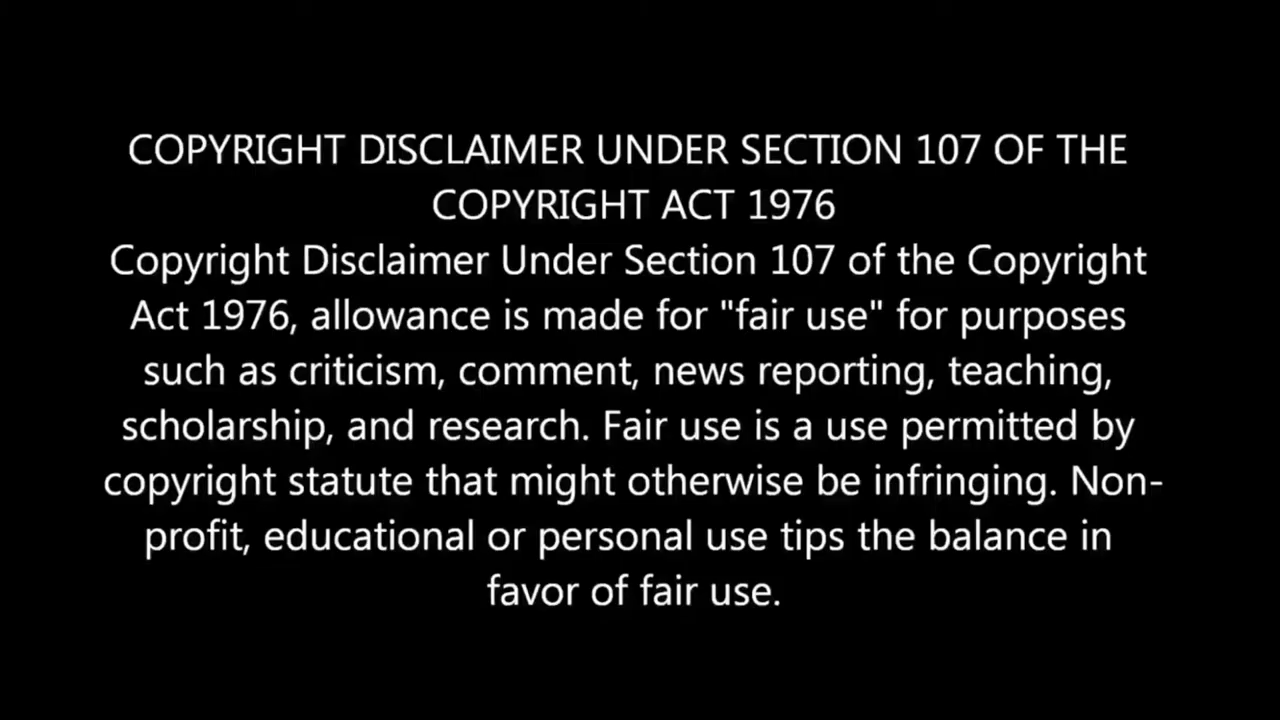 COPYRIGHT DISCLAIMER UNDER SECTION 107 OF THE
COPYRIGHT ACT 1976
Copyright Disclaimer Under Section 107 of the Copyright
Act 1976, allowance is made for "fair use" for purposes
such as criticism, comment, news reporting, teaching,
scholarship, and research. Fair use is a use permitted by
copyright statute that might otherwise be infringing. Non-
profit, educational or personal use tips the balance in
favor of fair use.